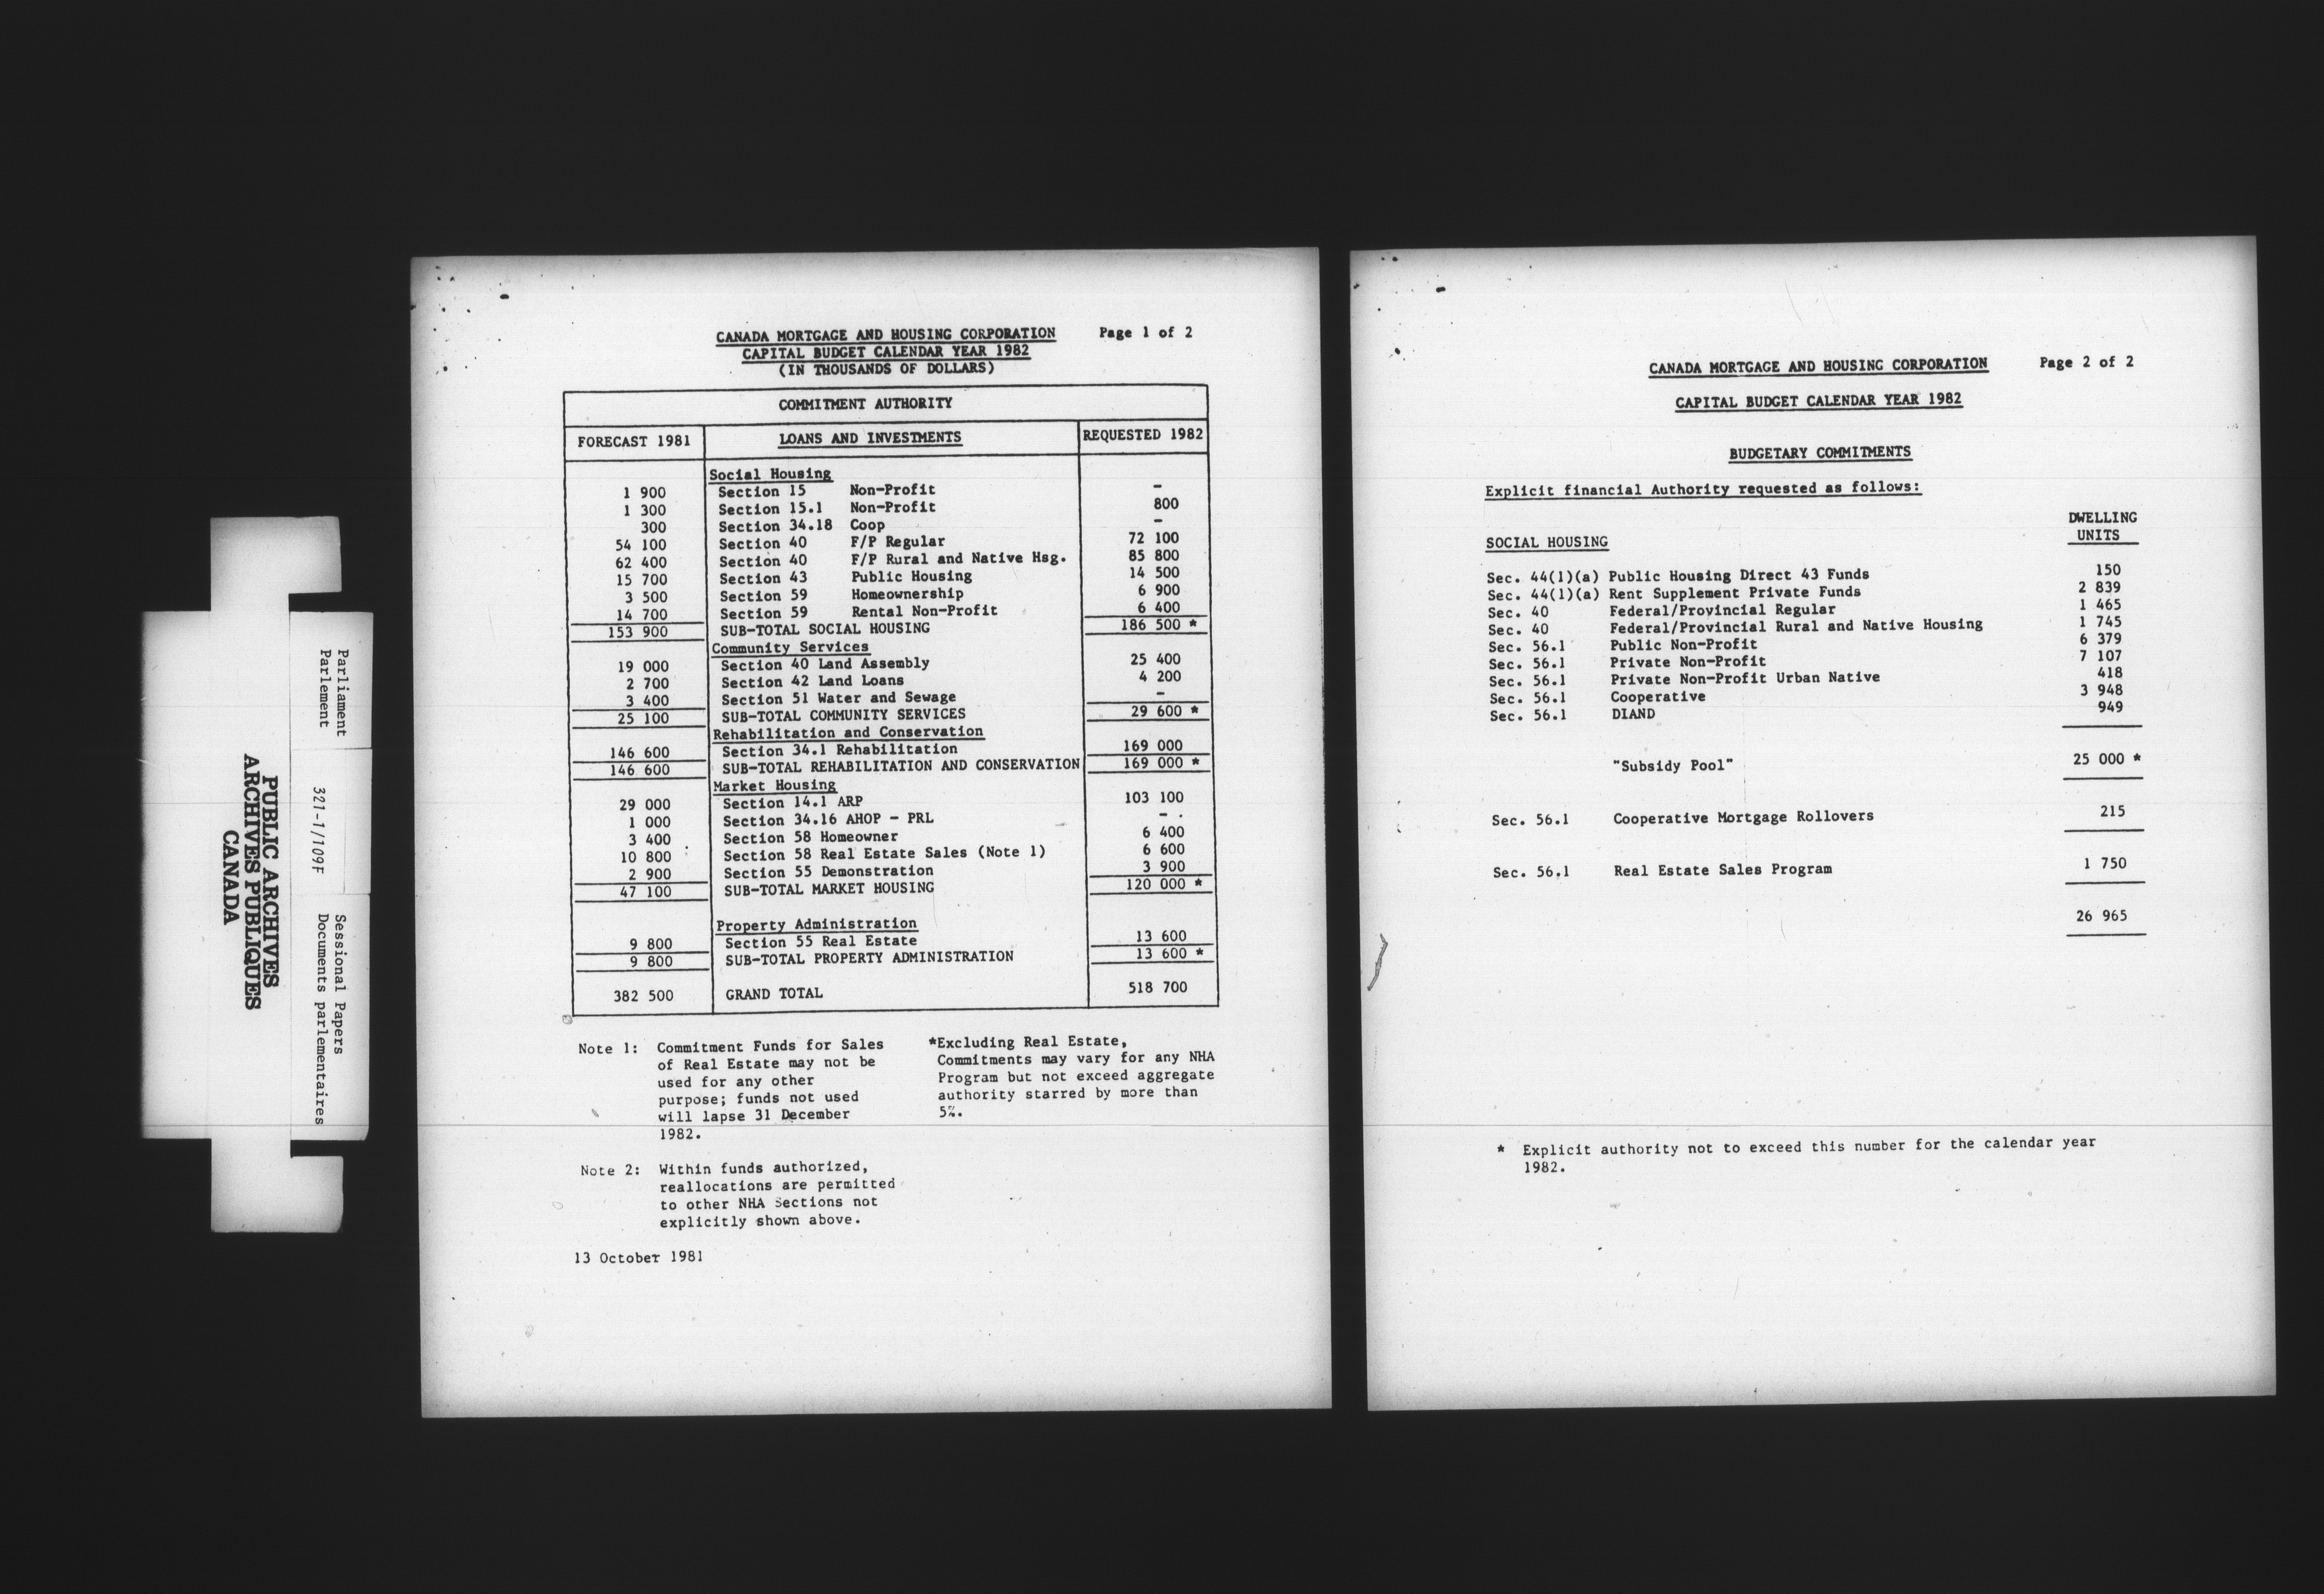 Parliament
Parlement
321-1/109F
Sessional Papers
Documents parlementaires
PUBLIC ARCHIVES
ARCHIVES PUBLIQUES
CANADA
CANADA MORTGAGE AND HOUSING CORPORATION Page 1 of 2
CAPITAL BUDGET CALENDAR YEAR 1982
(IN THOUSANDS OF DOLLARS)
COMMITMENT AUTHORITY
FORECAST 1981 LOANS AND INVESTMENTS REQUESTED 1982
Social Housing
1 900 Section 15 Non-Profit -
1 300 Section 15.1 Non-Profit 800
300 Section 34.18 Coop -
54 100 Section 40 F/P Regular 72 100
62 400 Section 40 F/P Rural and Native Hsg. 85 800
15 700 Section 43 Public Housing 14 500
3 500 Section 59 Homeownership 6 900
14 700 Section 59 Rental Non-Profit 6 400
153 900 SUB-TOTAL SOCIAL HOUSING 186 500 *
Community Services
19 000 Section 40 Land Assembly 25 400
2 700 Section 42 Land Loans 4 200
3 400 Section 51 Water and Sewage -
25 100 SUB-TOTAL COMMUNITY SERVICES 29 600 *
Rehabilitation and Conservation
146 600 Section 34.1 Rehabilitation 169 000
146 600 SUB-TOTAL REHABILITATION AND CONSERVATION 169 000 *
Market Housing
29 000 Section 14.1 ARP 103 100
1 000 Section 34.16 AHOP - PRL -
3 400 Section 58 Homeowner 6 400
10 800 Section 58 Real Estate Sales (Note 1) 6 600
2 900 Section 55 Demonstration 3 900
47 100 SUB-TOTAL MARKET HOUSING 120 000 *
Property Administration
9 800 Section 55 Real Estate 13 600
9 800 SUB-TOTAL PROPERTY ADMINISTRATION 13 600 *
382 500 GRAND TOTAL 518 700
Note 1: Commitment Funds for Sales
of Real Estate may not be
used for any other
purpose; funds not used
will lapse 31 December
1982.
*Excluding Real Estate,
Commitments may vary for any NHA
Program but not exceed aggregate
authority starred by more than
5%.
Note 2: Within funds authorized,
reallocations are permitted
to other NHA Sections not
explicitly shown above.
13 October 1981
CANADA MORTGAGE AND HOUSING CORPORATION Page 2 of 2
CAPITAL BUDGET CALENDAR YEAR 1982
BUDGETARY COMMITMENTS
Explicit financial Authority requested as follows:
DWELLING
UNITS
SOCIAL HOUSING
Sec. 44(1)(a) Public Housing Direct 43 Funds 150
Sec. 44(1)(a) Rent Supplement Private Funds 2 839
Sec. 40 Federal/Provincial Regular 1 465
Sec. 40 Federal/Provincial Rural and Native Housing 1 745
Sec. 56.1 Public Non-Profit 6 379
Sec. 56.1 Private Non-Profit 7 107
Sec. 56.1 Private Non-Profit Urban Native 418
Sec. 56.1 Cooperative 3 948
Sec. 56.1 DIAND 949
"Subsidy Pool" 25 000 *
Sec. 56.1 Cooperative Mortgage Rollovers 215
Sec. 56.1 Real Estate Sales Program 1 750
26 965
* Explicit authority not to exceed this number for the calendar year
1982.